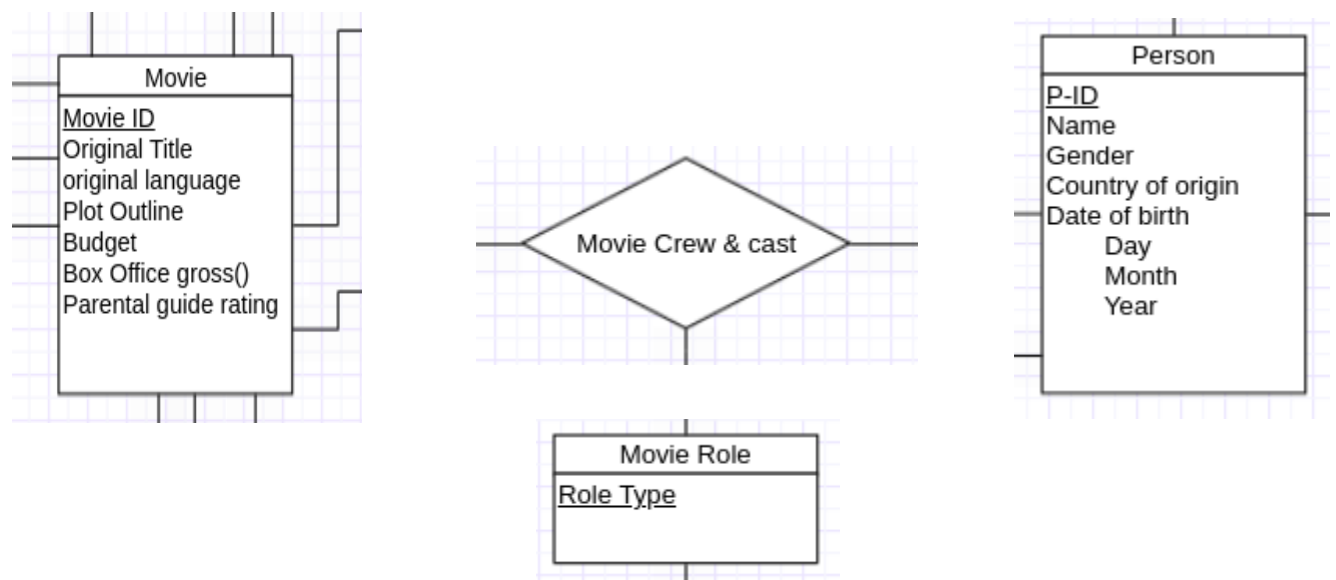 Movie
Movie ID
Original Title
original language
Plot Outline
Budget
Box Office gross()
Parental guide rating
Movie Crew & cast
Movie Role
Role Type
Person
P-ID
Name
Gender
Country of origin
Date of birth
Day
Month
Year